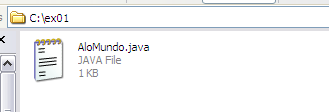 C:\ex01
AloMundo.java
JAVA File
1 KB